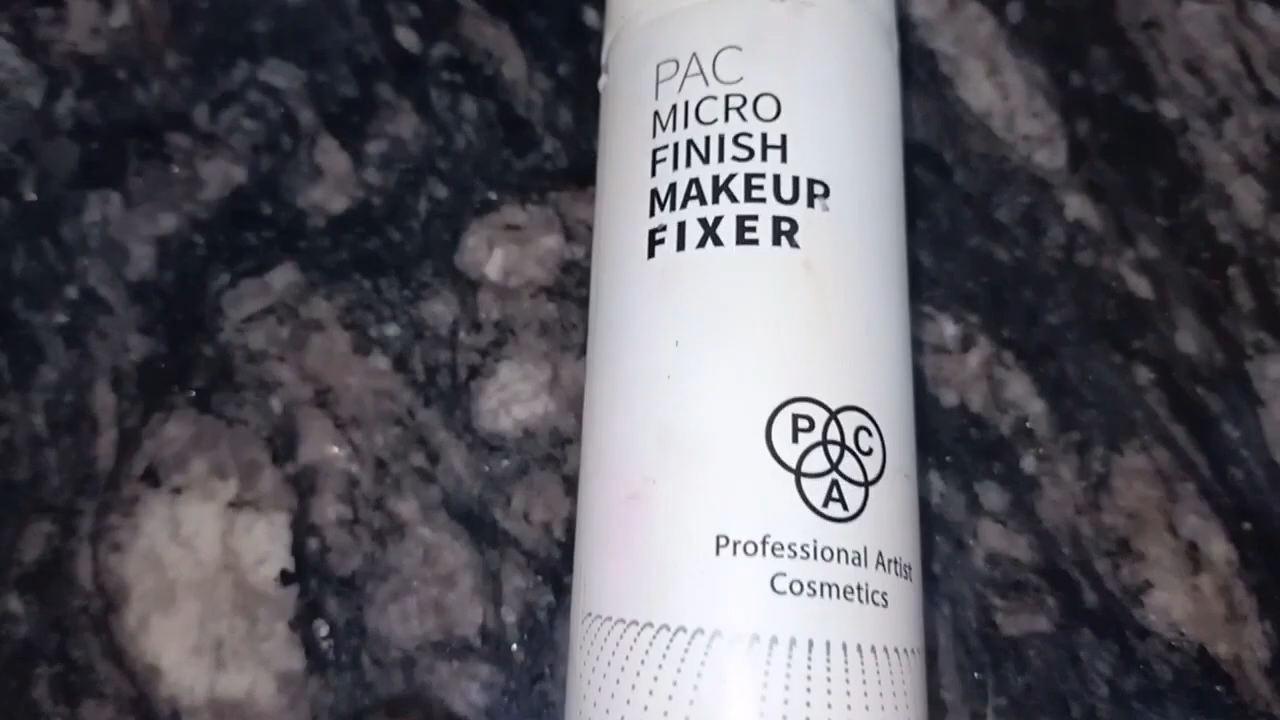 PAC
MICRO
FINISH
MAKEUP
FIXER
P C
A
Professional Artist
Cosmetics